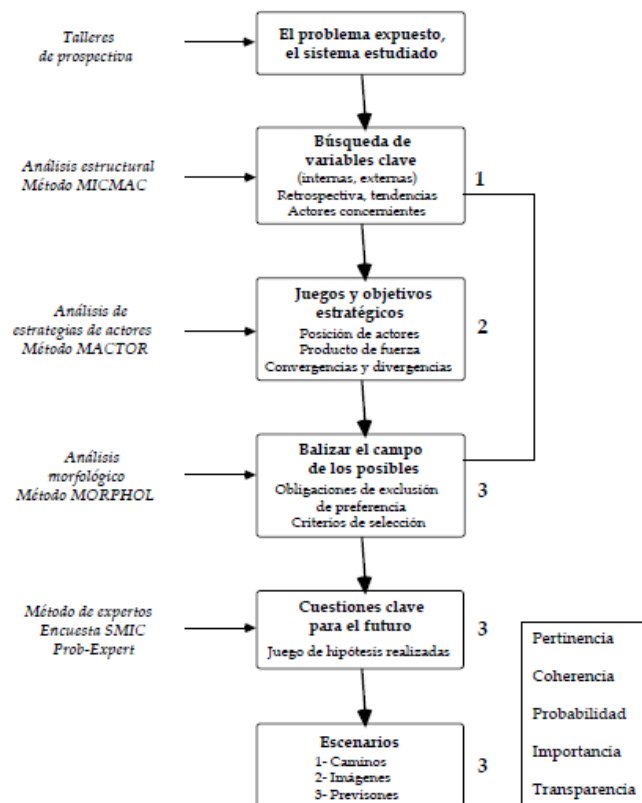 Talleres
de prospectiva
El problema expuesto,
el sistema estudiado
Análisis estructural
Método MICMAC
Búsqueda de
variables clave
(internas, externas)
Retrospectiva, tendencias
Actores concernientes
1
Análisis de
estrategias de actores
Método MACTOR
Juegos y objetivos
estratégicos
Posición de actores
Producto de fuerza
Convergencias y divergencias
2
Análisis
morfológico
Método MORPHOL
Balizar el campo
de los posibles
Obligaciones de exclusión
de preferencia
Criterios de selección
3
Método de expertos
Encuesta SMIC
Prob-Expert
Cuestiones clave
para el futuro
Juego de hipótesis realizadas
3
Escenarios
1- Caminos
2- Imágenes
3- Previsones
3
Pertinencia
Coherencia
Probabilidad
Importancia
Transparencia